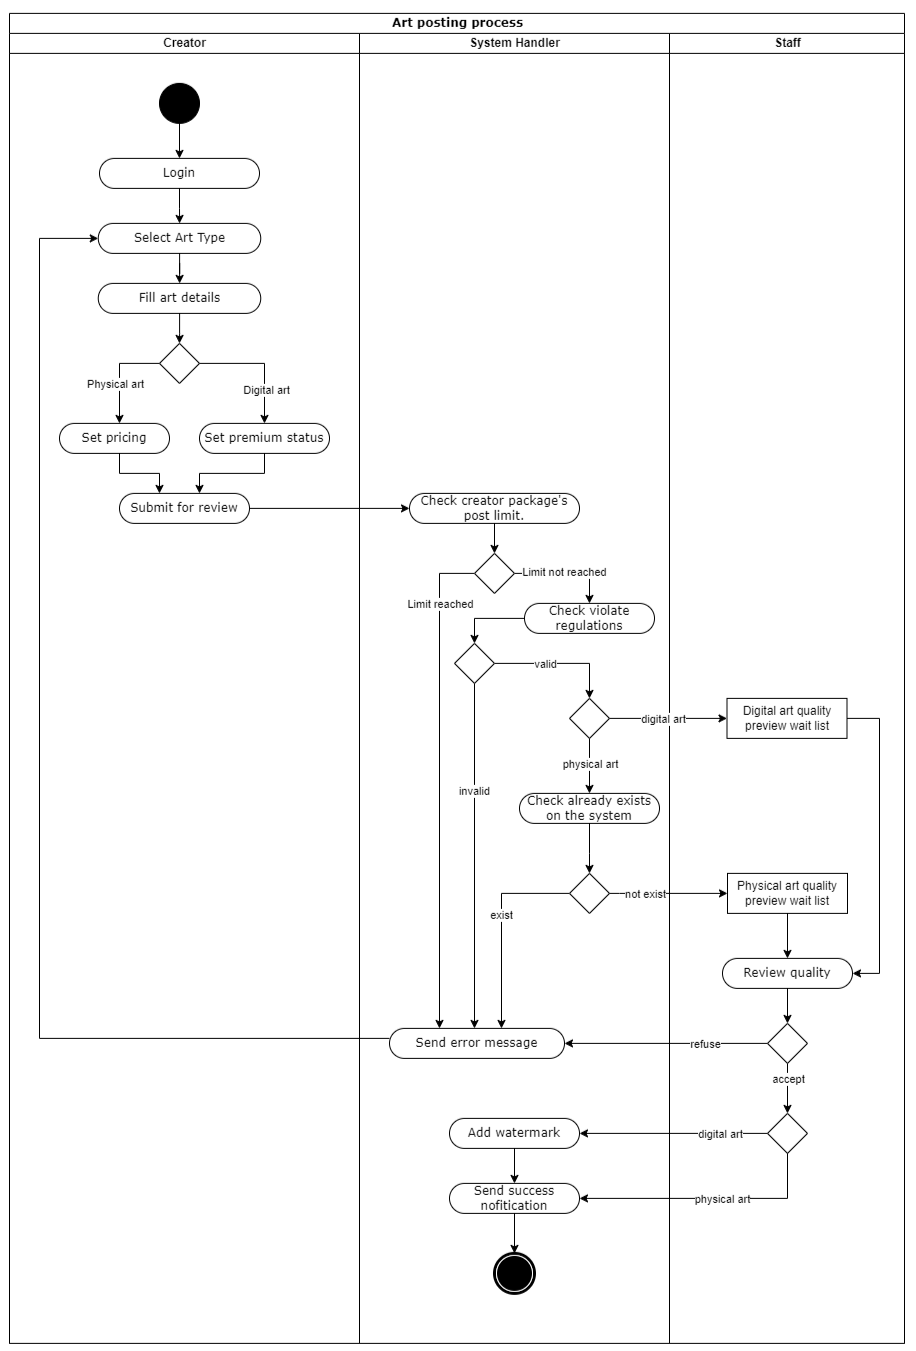 Art posting process
Creator
System Handler
Staff
Login
Select Art Type
Fill art details
Physical art
Digital art
Set pricing
Set premium status
Submit for review
Check creator package's
post limit.
Limit not reached
Limit reached
Check violate
regulations
valid
digital art
Digital art quality
preview wait list
physical art
invalid
Check already exists
on the system
not exist
Physical art quality
preview wait list
exist
Review quality
Send error message
refuse
accept
Add watermark
digital art
Send success
nofitication
physical art